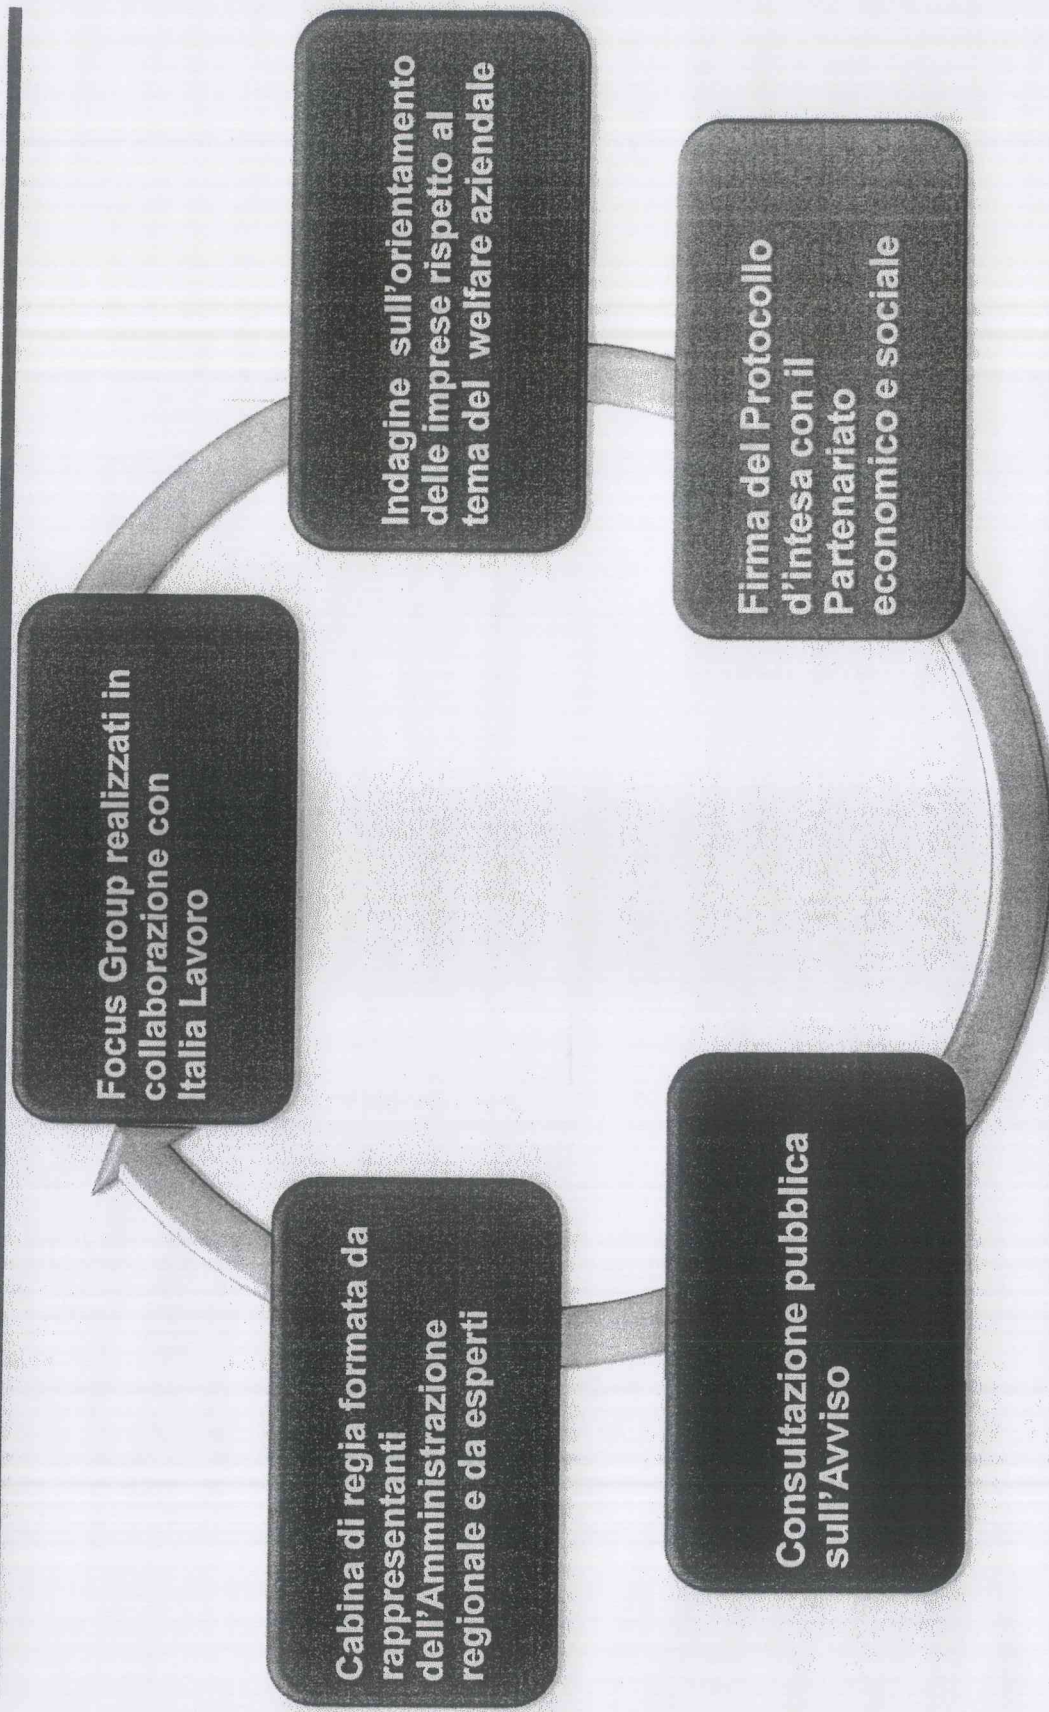 Focus Group realizzati in
collaborazione con
Italia Lavoro
Indagine sull'orientamento
delle imprese rispetto al
tema del welfare aziendale
Firma del Protocollo
d'intesa con il
Partenariato
economico e sociale
Consultazione pubblica
sull'Avviso
Cabina di regia formata da
rappresentanti
dell'Amministrazione
regionale e da esperti